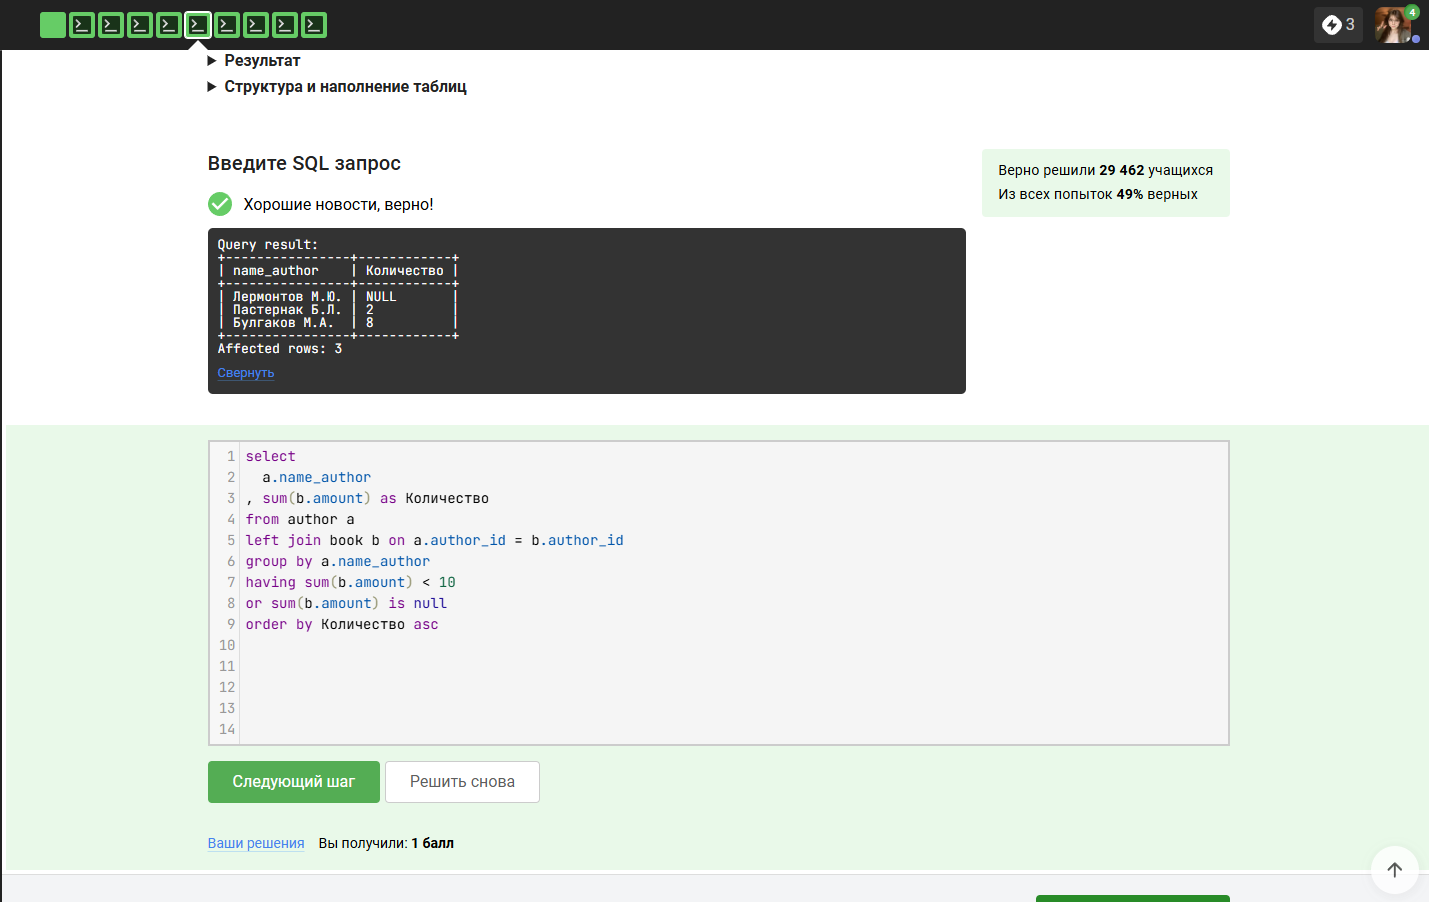 3
4
Результат
Структура и наполнение таблиц
Введите SQL запрос
Верно решили 29 462 учащихся
Из всех попыток 49% верных
Хорошие новости, верно!
Query result:
+----------------+------------+
| name_author    | Количество |
+----------------+------------+
| Лермонтов М.Ю. | NULL       |
| Пастернак Б.Л. | 2          |
| Булгаков М.А.  | 8          |
+----------------+------------+
Affected rows: 3
Свернуть
1 select
2   a.name_author
3 , sum(b.amount) as Количество
4 from author a
5 left join book b on a.author_id = b.author_id
6 group by a.name_author
7 having sum(b.amount) < 10
8 or sum(b.amount) is null
9 order by Количество asc
10
11
12
13
14
Следующий шаг
Решить снова
Ваши решения Вы получили: 1 балл